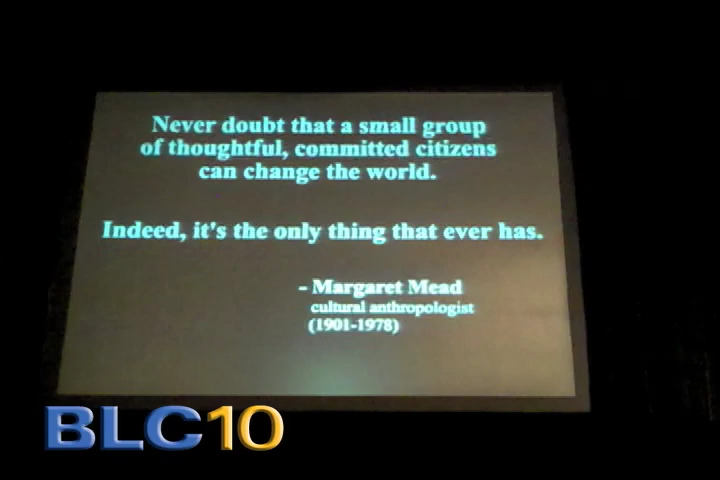 Never doubt that a small group
of thoughtful, committed citizens
can change the world.
Indeed, it's the only thing that ever has.
- Margaret Mead
cultural anthropologist
(1901-1978)
BLC10